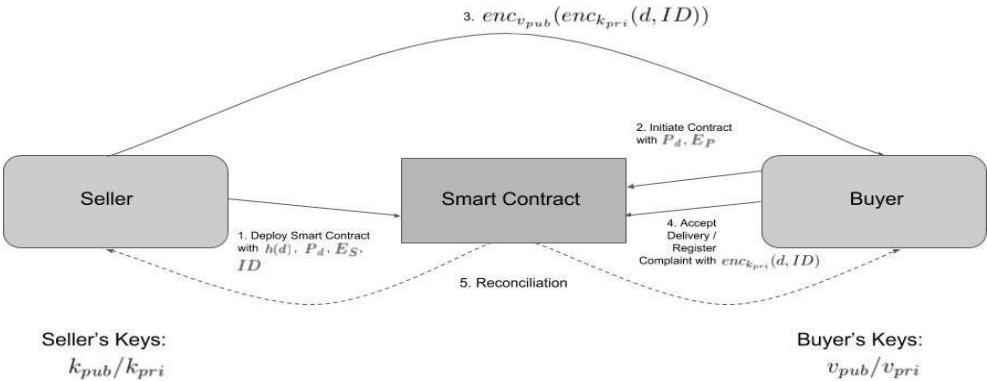 3. enc_{v_{pub}}(enc_{k_{pri}}(d, ID))
2. Initiate Contract
with P_d, E_P
Seller
Smart Contract
Buyer
1. Deploy Smart Contract
with h(d), P_d, E_S,
ID
4. Accept
Delivery /
Register
Complaint with enc_{k_{pri}}(d, ID)
5. Reconciliation
Seller's Keys:
k_{pub}/k_{pri}
Buyer's Keys:
v_{pub}/v_{pri}